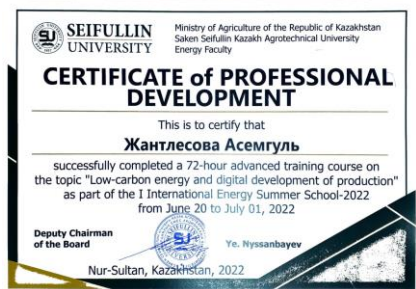 SEIFULLIN
UNIVERSITY
Ministry of Agriculture of the Republic of Kazakhstan
Saken Seifullin Kazakh Agrotechnical University
Energy Faculty
CERTIFICATE of PROFESSIONAL
DEVELOPMENT
This is to certify that
Жантлесова Асемгуль
successfully completed a 72-hour advanced training course on
the topic "Low-carbon energy and digital development of production"
as part of the I International Energy Summer School-2022
from June 20 to July 01, 2022
Deputy Chairman
of the Board
Ye. Nyssanbayev
Nur-Sultan, Kazakhstan, 2022